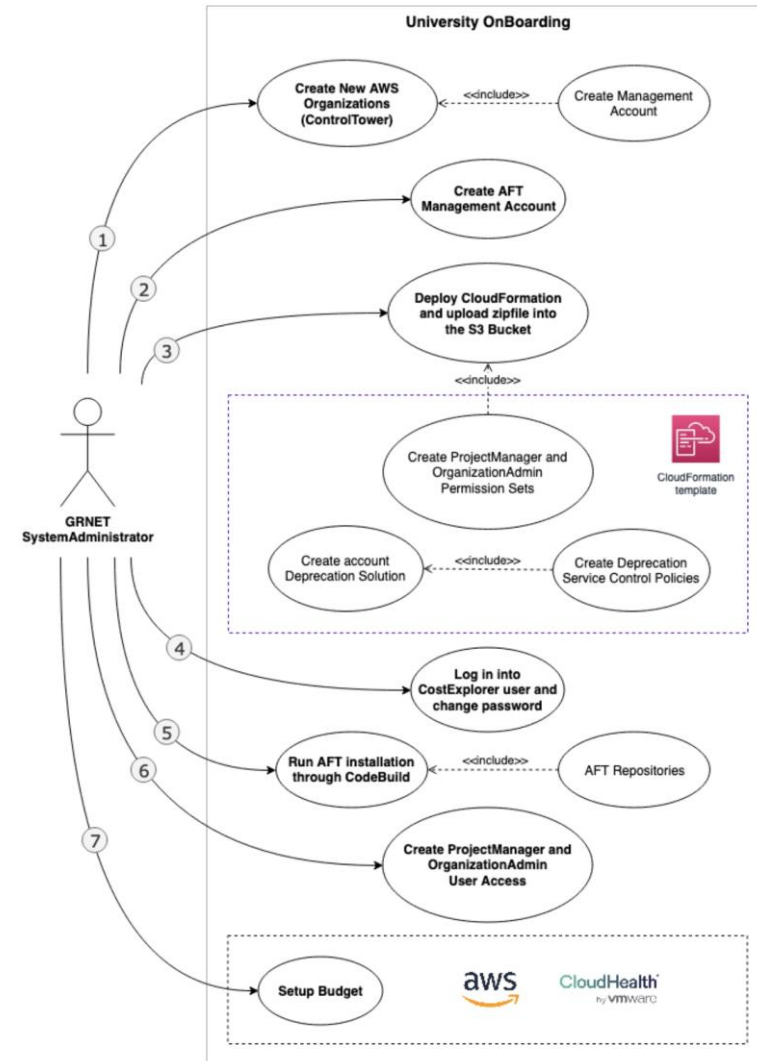 University OnBoarding
Create New AWS
Organizations
(ControlTower)
<<include>>
Create Management
Account
1
Create AFT
Management Account
2
Deploy CloudFormation
and upload zipfile into
the S3 Bucket
3
<<include>>
Create ProjectManager and
OrganizationAdmin
Permission Sets
CloudFormation
template
GRNET
SystemAdministrator
Create account
Deprecation Solution
<<include>>
Create Deprecation
Service Control Policies
4
Log in into
CostExplorer user and
change password
5
Run AFT installation
through CodeBuild
<<include>>
AFT Repositories
6
Create ProjectManager and
OrganizationAdmin
User Access
7
Setup Budget
aws
CloudHealth
by vmware